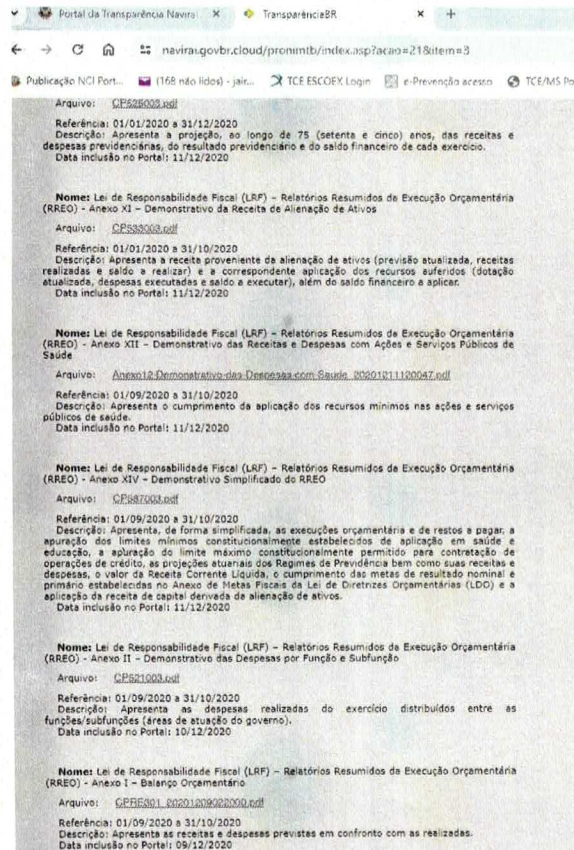 Portal da Transparência Navirai × TransparênciaBR × +
navirai.govbr.cloud/pronimtb/index.asp?acao=21&item=3
Publicação NCI Port... (168 não lidos) - jair... TCE ESCOEX Login e-Prevenção acesso TCE/MS Po
Arquivo: CP525003.pdf
Referência: 01/01/2020 a 31/12/2020
Descrição: Apresenta a projeção, ao longo de 75 (setenta e cinco) anos, das receitas e
despesas previdenciárias, do resultado previdenciário e do saldo financeiro de cada exercício.
Data inclusão no Portal: 11/12/2020
Nome: Lei de Responsabilidade Fiscal (LRF) – Relatórios Resumidos da Execução Orçamentária
(RREO) - Anexo XI – Demonstrativo da Receita de Alienação de Ativos
Arquivo: CP533003.pdf
Referência: 01/01/2020 a 31/10/2020
Descrição: Apresenta a receita proveniente da alienação de ativos (previsão atualizada, receitas
realizadas e saldo a realizar) e a correspondente aplicação dos recursos auferidos (dotação
atualizada, despesas executadas e saldo a executar), além do saldo financeiro a aplicar.
Data inclusão no Portal: 11/12/2020
Nome: Lei de Responsabilidade Fiscal (LRF) – Relatórios Resumidos da Execução Orçamentária
(RREO) - Anexo XII – Demonstrativo das Receitas e Despesas com Ações e Serviços Públicos de
Saúde
Arquivo: Anexo12-Demonstrativo-das-Despesas-com-Saude_20201211120047.pdf
Referência: 01/09/2020 a 31/10/2020
Descrição: Apresenta o cumprimento da aplicação dos recursos mínimos nas ações e serviços
públicos de saúde.
Data inclusão no Portal: 11/12/2020
Nome: Lei de Responsabilidade Fiscal (LRF) – Relatórios Resumidos da Execução Orçamentária
(RREO) - Anexo XIV – Demonstrativo Simplificado do RREO
Arquivo: CP587003.pdf
Referência: 01/09/2020 a 31/10/2020
Descrição: Apresenta, de forma simplificada, as execuções orçamentária e de restos a pagar, a
apuração dos limites mínimos constitucionalmente estabelecidos de aplicação em saúde e
educação, a apuração do limite máximo constitucionalmente permitido para contratação de
operações de crédito, as projeções atuariais dos Regimes de Previdência bem como suas receitas e
despesas, o valor da Receita Corrente Líquida, o cumprimento das metas de resultado nominal e
primário estabelecidas no Anexo de Metas Fiscais da Lei de Diretrizes Orçamentárias (LDO) e a
aplicação da receita de capital derivada da alienação de ativos.
Data inclusão no Portal: 11/12/2020
Nome: Lei de Responsabilidade Fiscal (LRF) – Relatórios Resumidos da Execução Orçamentária
(RREO) - Anexo II – Demonstrativo das Despesas por Função e Subfunção
Arquivo: CP521003.pdf
Referência: 01/09/2020 a 31/10/2020
Descrição: Apresenta as despesas realizadas do exercício distribuídos entre as
funções/subfunções (áreas de atuação do governo).
Data inclusão no Portal: 10/12/2020
Nome: Lei de Responsabilidade Fiscal (LRF) – Relatórios Resumidos da Execução Orçamentária
(RREO) - Anexo I – Balanço Orçamentário
Arquivo: CPRE301_20201209022000.pdf
Referência: 01/09/2020 a 31/10/2020
Descrição: Apresenta as receitas e despesas previstas em confronto com as realizadas.
Data inclusão no Portal: 09/12/2020